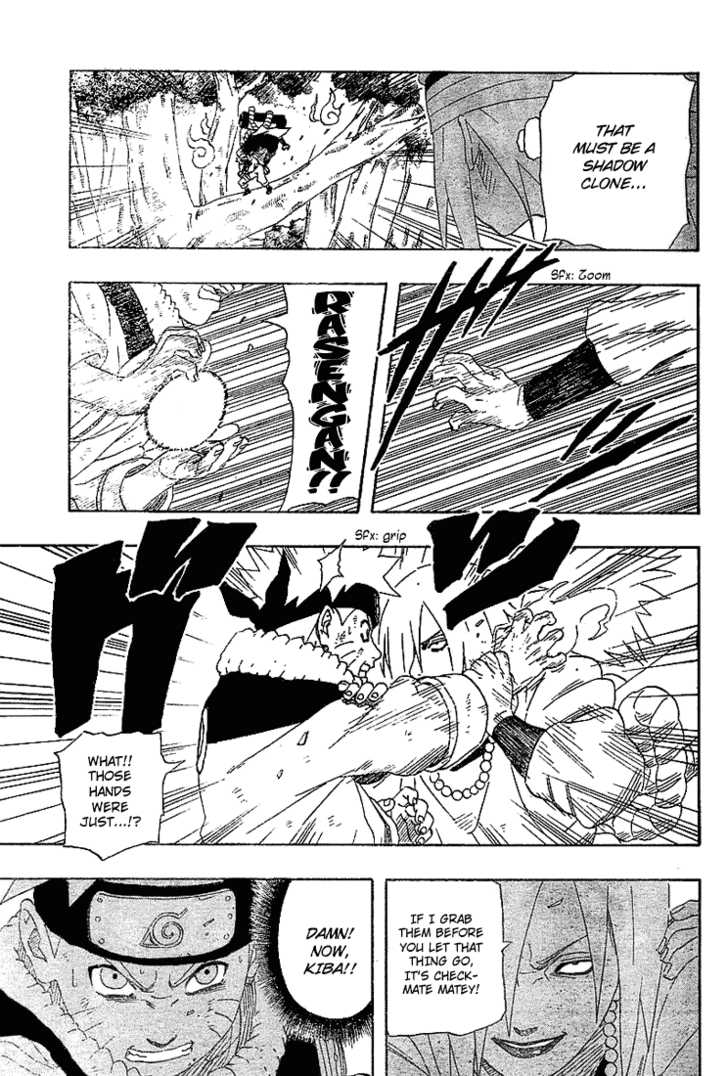 THAT
MUST BE A
SHADOW
CLONE...
Sfx: Zoom
RASENGAN!!
Sfx: grip
WHAT!!
THOSE
HANDS
WERE
JUST...!?
IF I GRAB
THEM BEFORE
YOU LET THAT
THING GO,
IT'S CHECK-
MATE MATEY!
DAMN!
NOW,
KIBA!!